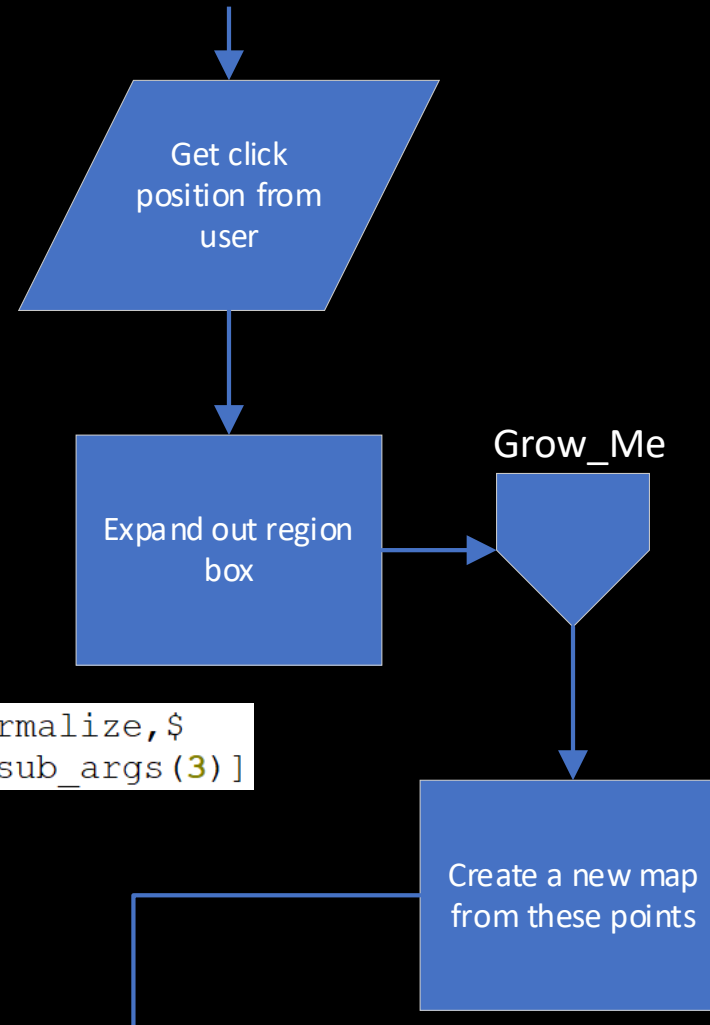 Get click
position from
user
Grow_Me
Expand out region
box
rmalize,$
sub_args(3)]
Create a new map
from these points